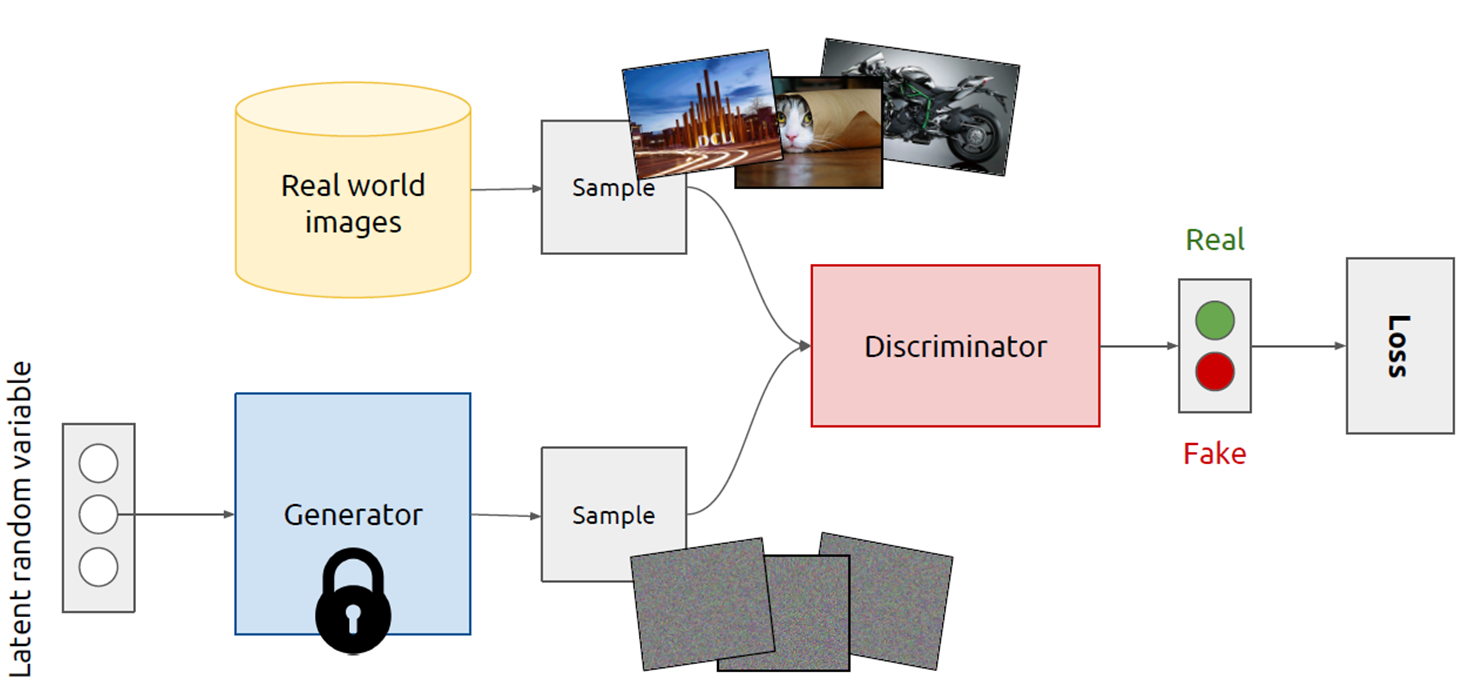 Real world
images
Sample
DCU
Real
Discriminator
Loss
Fake
Latent random variable
Generator
Sample